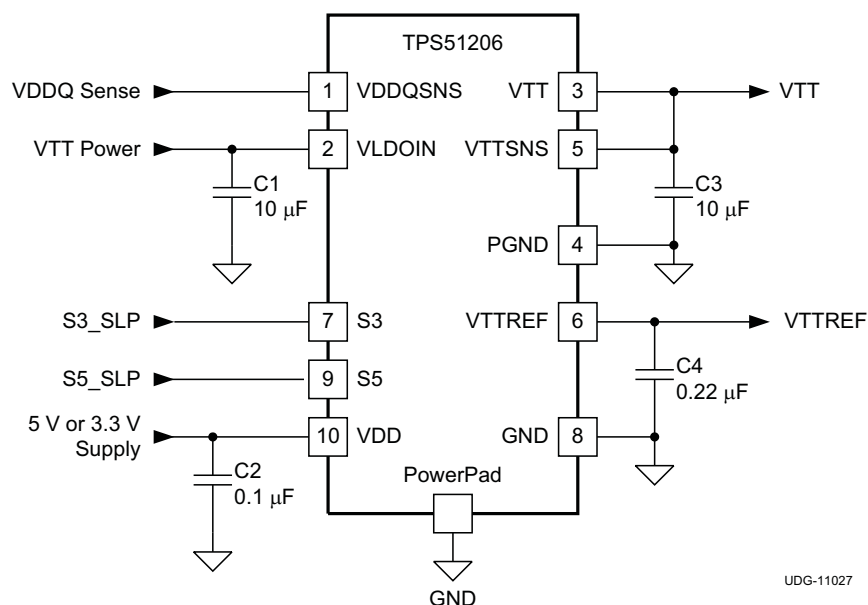 TPS51206
VDDQ Sense 1 VDDQSNS VTT 3 VTT
VTT Power 2 VLDOIN VTTSNS 5
C1
10 μF
C3
10 μF
PGND 4
S3_SLP 7 S3 VTTREF 6 VTTREF
S5_SLP 9 S5
C4
0.22 μF
5 V or 3.3 V
Supply
10 VDD GND 8
C2
0.1 μF
PowerPad
GND
UDG-11027